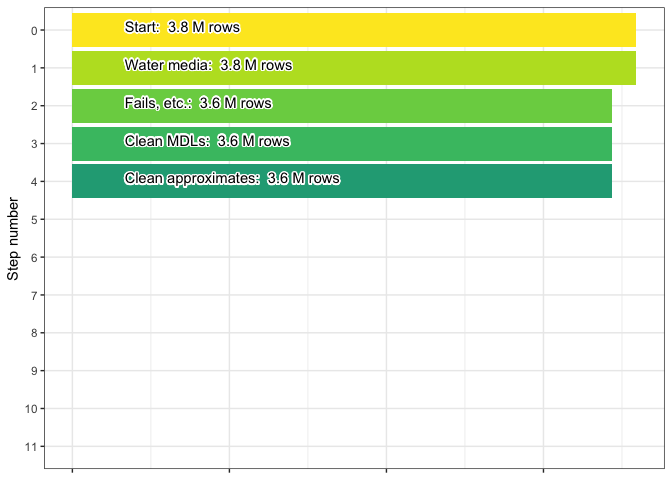 0
Start:  3.8 M rows
1
Water media:  3.8 M rows
2
Fails, etc.:  3.6 M rows
3
Clean MDLs:  3.6 M rows
4
Clean approximates:  3.6 M rows
5
6
7
8
9
10
11
Step number